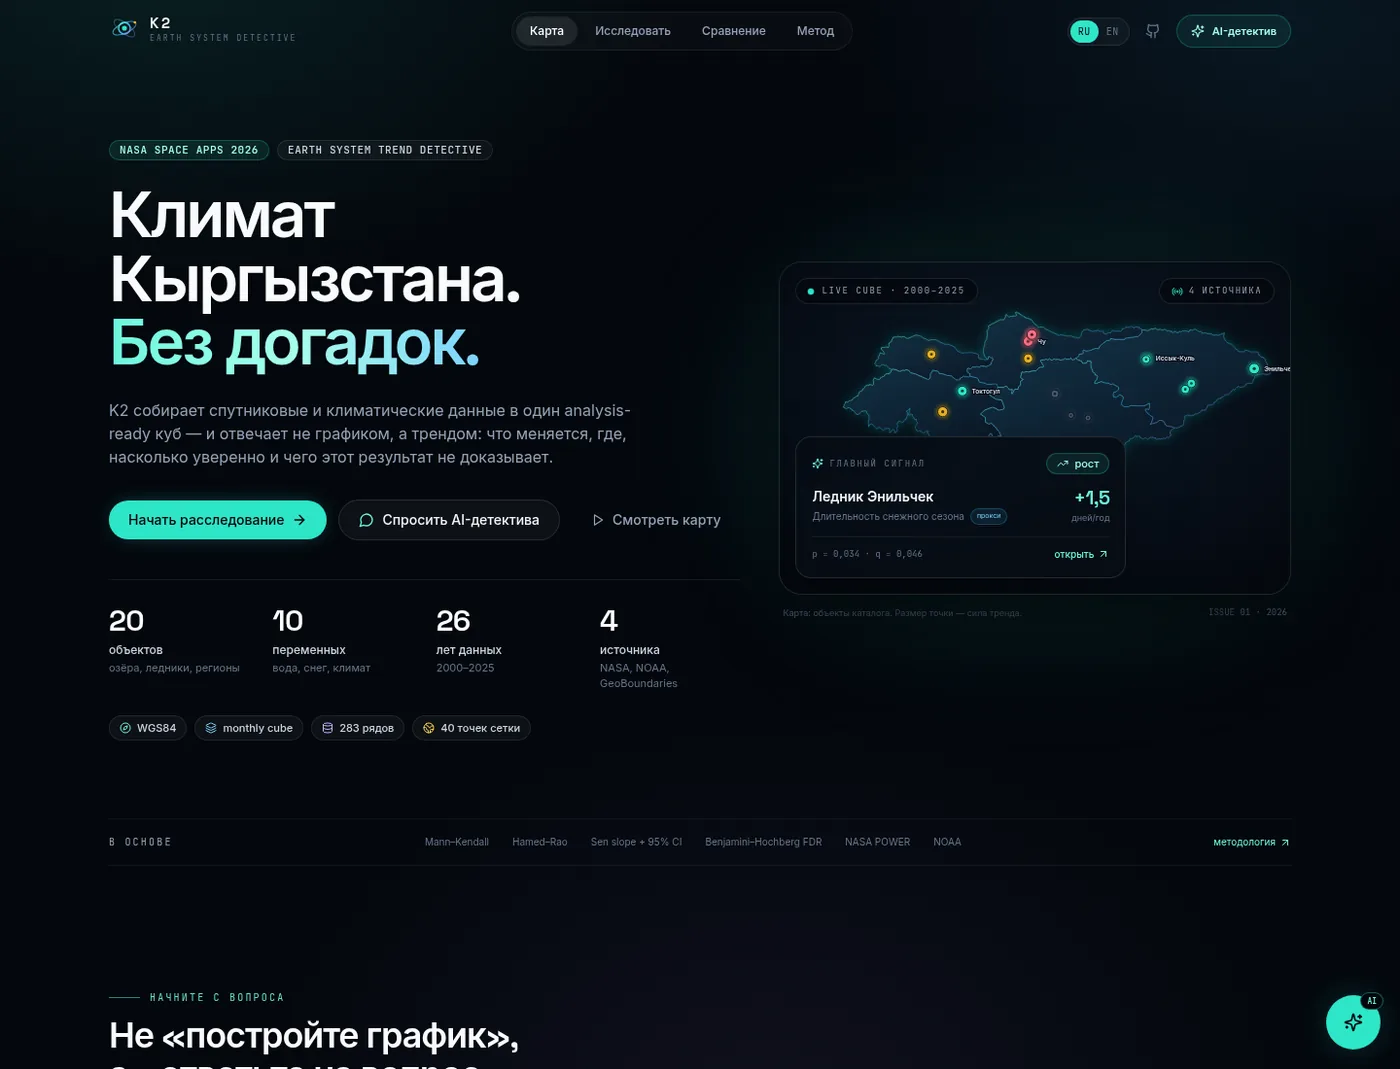 K2
EARTH SYSTEM DETECTIVE
Карта
Исследовать
Сравнение
Метод
RU
EN
AI-детектив
NASA SPACE APPS 2026
EARTH SYSTEM TREND DETECTIVE
Климат
Кыргызстана.
Без догадок.
K2 собирает спутниковые и климатические данные в один analysis-
ready куб — и отвечает не графиком, а трендом: что меняется, где,
насколько уверенно и чего этот результат не доказывает.
Начать расследование
Спросить AI-детектива
Смотреть карту
20
объектов
озёра, ледники, регионы
10
переменных
вода, снег, климат
26
лет данных
2000–2025
4
источника
NASA, NOAA,
GeoBoundaries
WGS84
monthly cube
283 рядов
40 точек сетки
LIVE CUBE · 2000–2025
4 ИСТОЧНИКА
Чу
Иссык-Куль
Энильче
Токтогул
ГЛАВНЫЙ СИГНАЛ
рост
Ледник Энильчек
+1,5
Длительность снежного сезона
прокси
дней/год
p = 0,034 · q = 0,046
открыть
Карта: объекты каталога. Размер точки — сила тренда.
ISSUE 01 · 2026
В ОСНОВЕ
Mann–Kendall
Hamed–Rao
Sen slope + 95% CI
Benjamini–Hochberg FDR
NASA POWER
NOAA
методология
НАЧНИТЕ С ВОПРОСА
Не «постройте график»,
AI